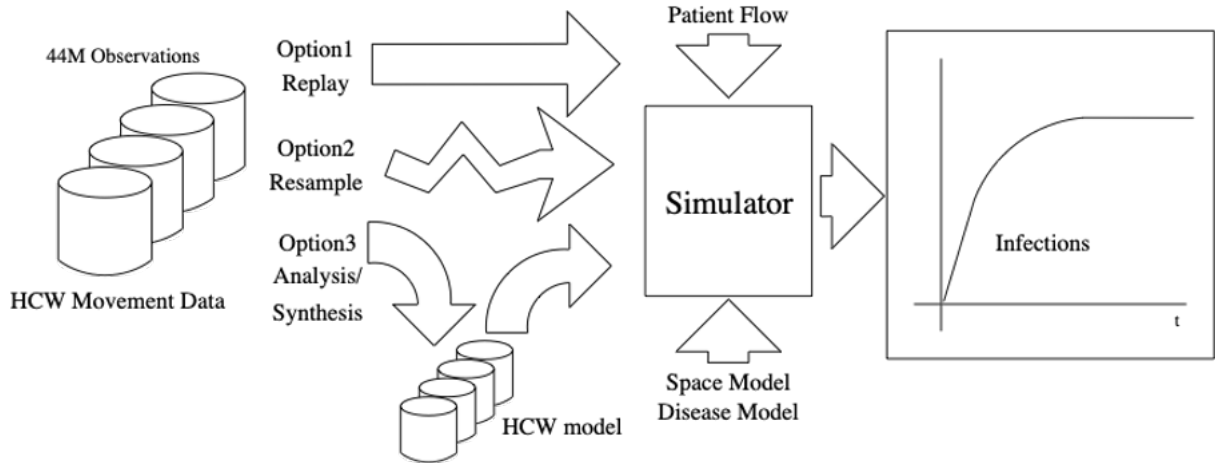 44M Observations
HCW Movement Data
Option1
Replay
Option2
Resample
Option3
Analysis/
Synthesis
HCW model
Patient Flow
Simulator
Space Model
Disease Model
Infections
t